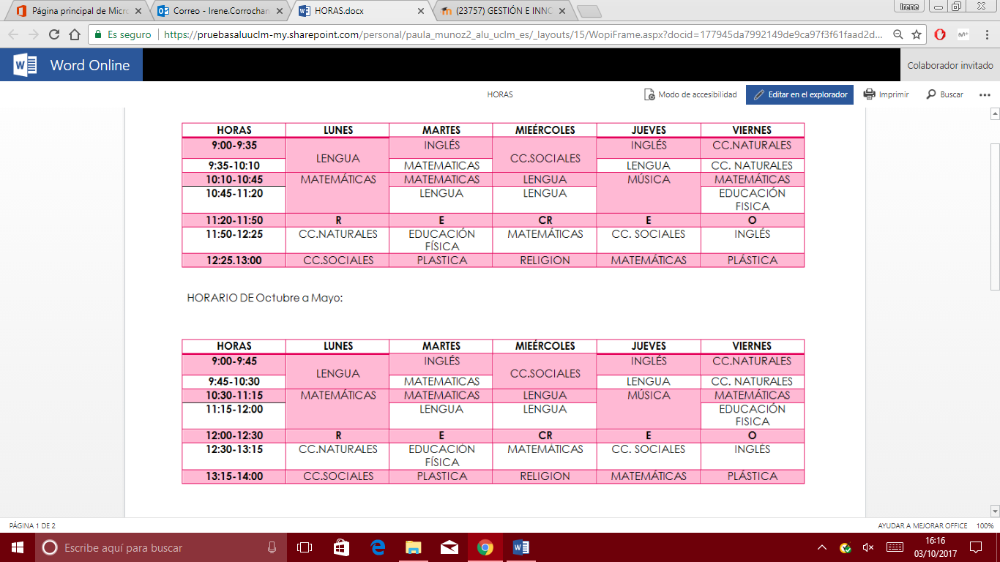 Página principal de Micro
Correo - Irene.Corrochan
HORAS.docx
(23757) GESTIÓN E INNO
Irene
Es seguro
https://pruebasaluuclm-my.sharepoint.com/personal/paula_munoz2_alu_uclm_es/_layouts/15/WopiFrame.aspx?docid=177945da7992149de9ca97f3f61faad2d...
Word Online
Colaborador invitado
HORAS
Modo de accesibilidad
Editar en el explorador
Imprimir
Buscar
HORAS LUNES MARTES MIEÉRCOLES JUEVES VIERNES
9:00-9:35 LENGUA INGLÉS CC.SOCIALES INGLÉS CC.NATURALES
9:35-10:10 MATEMATICAS LENGUA CC. NATURALES
10:10-10:45 MATEMÁTICAS MATEMATICAS LENGUA MÚSICA MATEMÁTICAS
10:45-11:20 LENGUA LENGUA EDUCACIÓN
FISICA
11:20-11:50 R E CR E O
11:50-12:25 CC.NATURALES EDUCACIÓN MATEMÁTICAS CC. SOCIALES INGLÉS
FÍSICA
12:25.13:00 CC.SOCIALES PLASTICA RELIGION MATEMÁTICAS PLÁSTICA
HORARIO DE Octubre a Mayo:
HORAS LUNES MARTES MIEÉRCOLES JUEVES VIERNES
9:00-9:45 LENGUA INGLÉS CC.SOCIALES INGLÉS CC.NATURALES
9:45-10:30 MATEMATICAS LENGUA CC. NATURALES
10:30-11:15 MATEMÁTICAS MATEMATICAS LENGUA MÚSICA MATEMÁTICAS
11:15-12:00 LENGUA LENGUA EDUCACIÓN
FISICA
12:00-12:30 R E CR E O
12:30-13:15 CC.NATURALES EDUCACIÓN MATEMÁTICAS CC. SOCIALES INGLÉS
FÍSICA
13:15-14:00 CC.SOCIALES PLASTICA RELIGION MATEMÁTICAS PLÁSTICA
PÁGINA 1 DE 2
AYUDAR A MEJORAR OFFICE 100%
Escribe aquí para buscar
16:16
03/10/2017